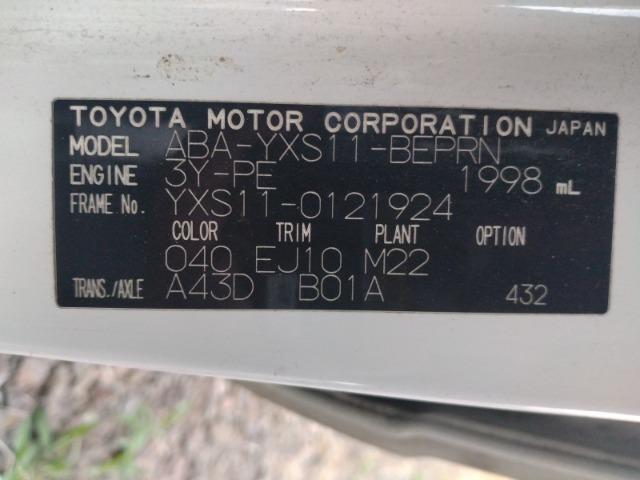 TOYOTA MOTOR CORPORATION JAPAN
MODEL ABA-YXS11-BEPRN
ENGINE 3Y-PE 1998 mL
FRAME No. YXS11-0121924
COLOR TRIM PLANT OPTION
040 EJ10 M22
TRANS./AXLE A43D B01A 432